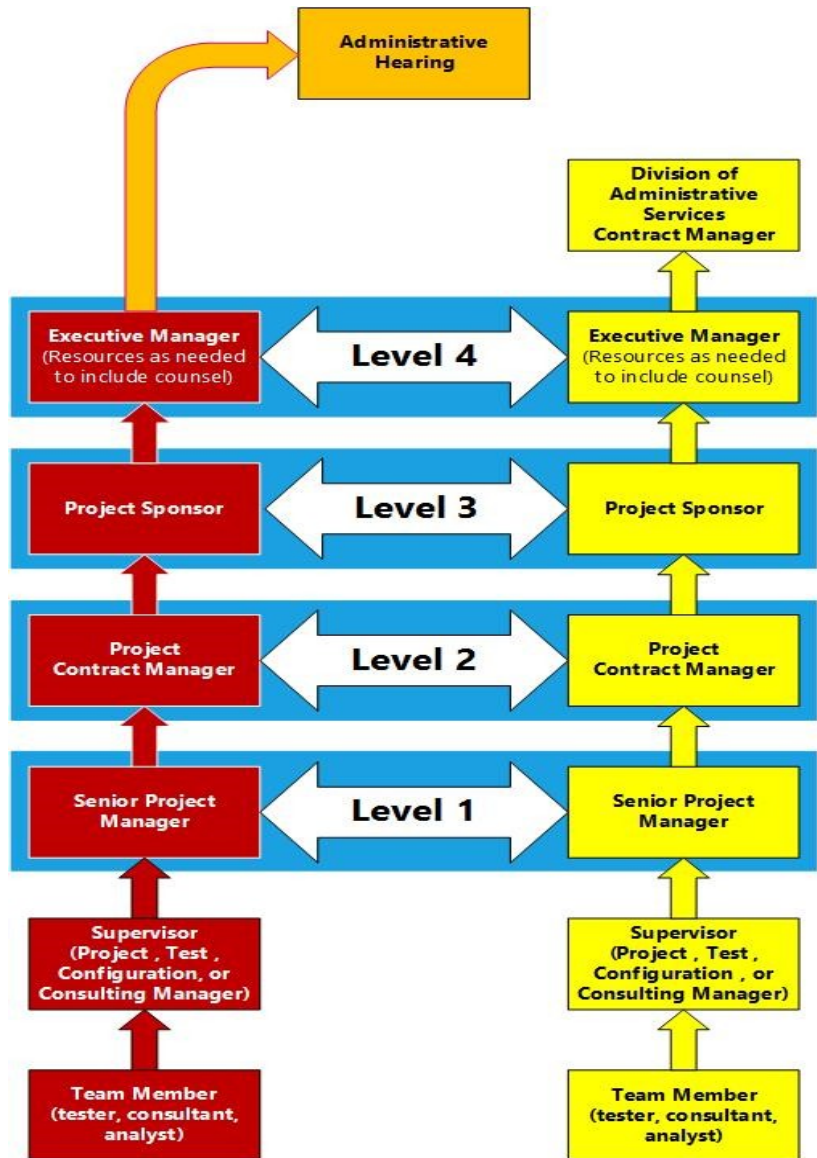 Administrative
Hearing
Division of
Administrative
Services
Contract Manager
Executive Manager
(Resources as needed
to include counsel)
Level 4
Executive Manager
(Resources as needed
to include counsel)
Project Sponsor
Level 3
Project Sponsor
Project
Contract Manager
Level 2
Project
Contract Manager
Senior Project
Manager
Level 1
Senior Project
Manager
Supervisor
(Project , Test ,
Configuration, or
Consulting Manager)
Supervisor
(Project , Test ,
Configuration , or
Consulting Manager)
Team Member
(tester, consultant,
analyst)
Team Member
(tester, consultant,
analyst)